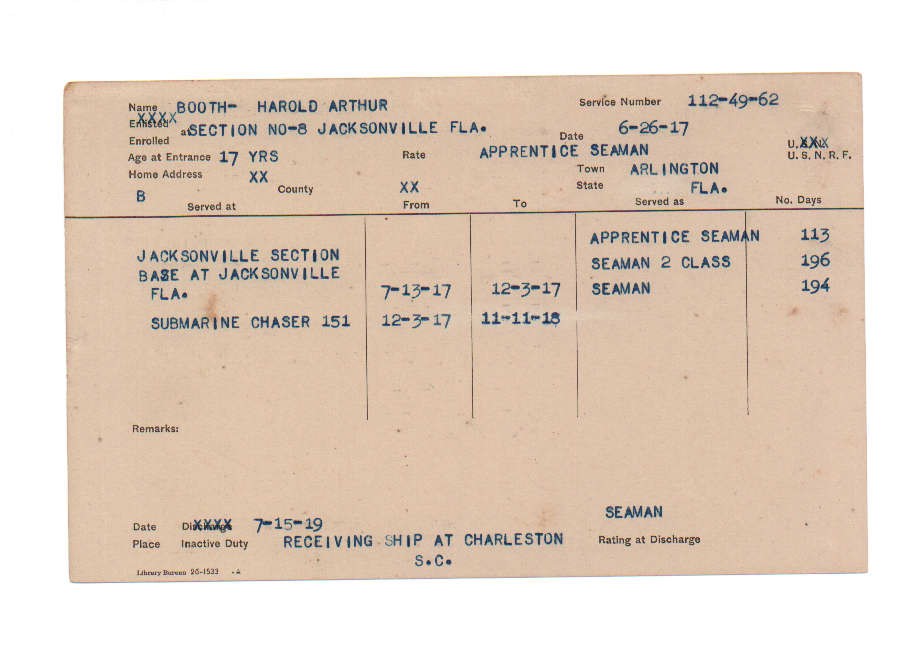 Name BOOTH- HAROLD ARTHUR Service Number 112-49-62
Enlisted XXXX
Enrolled at SECTION NO-8 JACKSONVILLE FLA. Date 6-26-17
Age at Entrance 17 YRS Rate APPRENTICE SEAMAN U.S.N. XXX
U. S. N. R. F.
Home Address XX Town ARLINGTON
B County XX State FLA.
Served at From To Served as No. Days
APPRENTICE SEAMAN 113
JACKSONVILLE SECTION
BASE AT JACKSONVILLE SEAMAN 2 CLASS 196
FLA. 7-13-17 12-3-17 SEAMAN 194
SUBMARINE CHASER 151 12-3-17 11-11-18
Remarks:
SEAMAN
Date Discharge XXXX 7-15-19
Place Inactive Duty RECEIVING SHIP AT CHARLESTON Rating at Discharge
S.C.
Library Bureau 26-1533 -A